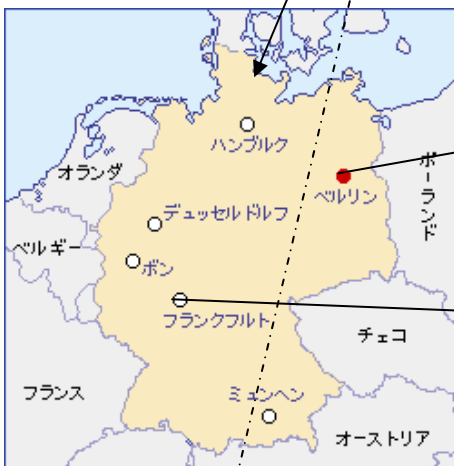 ハンブルク
オランダ
ベルリン
ポーランド
デュッセルドルフ
ベルギー
ボン
フランクフルト
チェコ
フランス
ミュンヘン
オーストリア